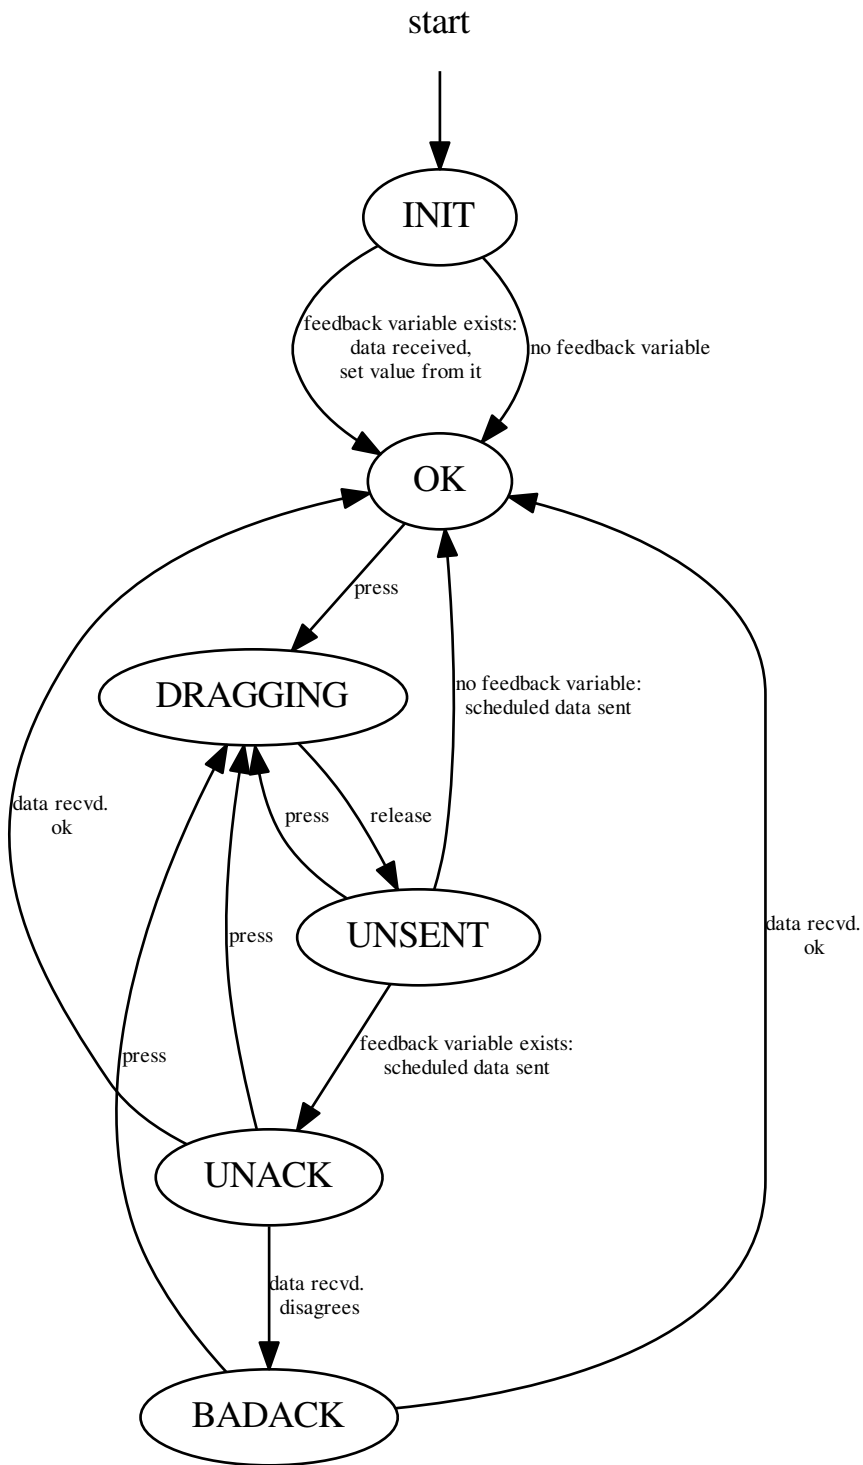 start
INIT
feedback variable exists:
data received,
set value from it
no feedback variable
OK
press
DRAGGING
no feedback variable:
scheduled data sent
data recvd.
ok
press
release
UNSENT
press
data recvd.
ok
feedback variable exists:
scheduled data sent
press
UNACK
data recvd.
disagrees
BADACK